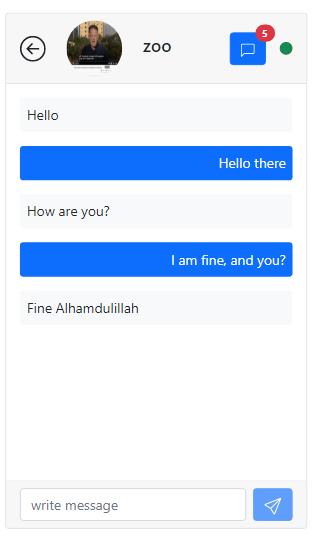 ZOO
5
Hello
Hello there
How are you?
I am fine, and you?
Fine Alhamdulillah
write message